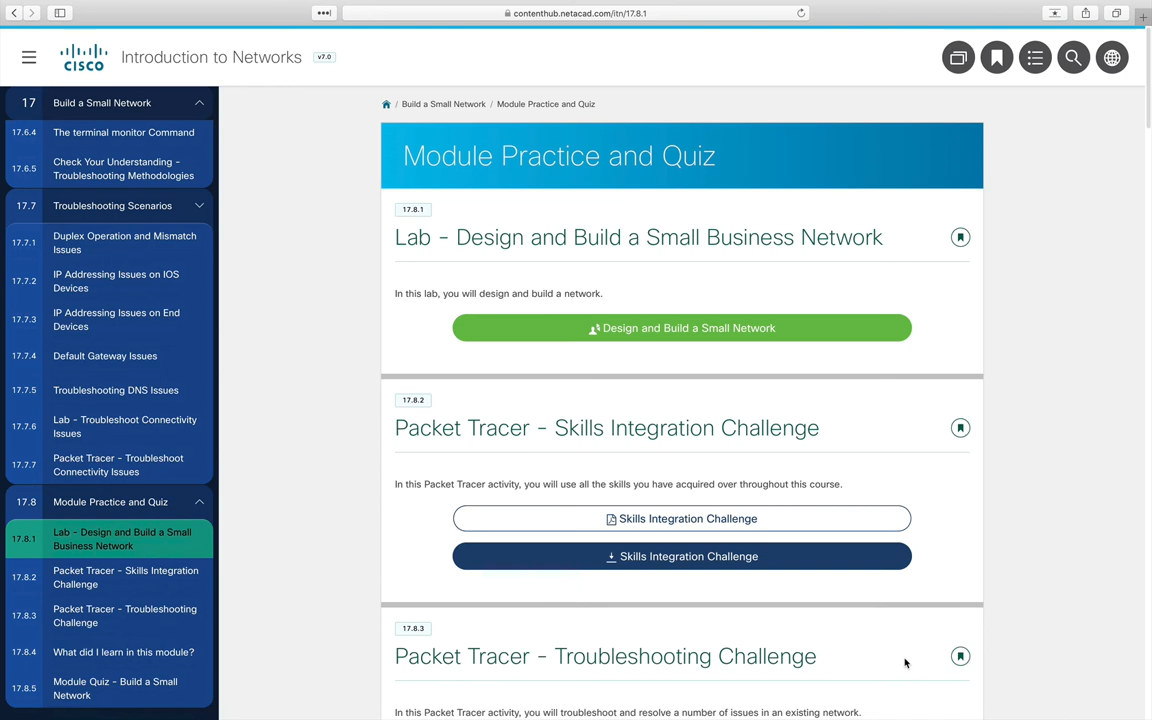 contenthub.netacad.com/itn/17.8.1
CISCO
Introduction to Networks
v7.0
17 Build a Small Network
17.6.4 The terminal monitor Command
17.6.5 Check Your Understanding -
Troubleshooting Methodologies
17.7 Troubleshooting Scenarios
17.7.1 Duplex Operation and Mismatch
Issues
17.7.2 IP Addressing Issues on IOS
Devices
17.7.3 IP Addressing Issues on End
Devices
17.7.4 Default Gateway Issues
17.7.5 Troubleshooting DNS Issues
17.7.6 Lab - Troubleshoot Connectivity
Issues
17.7.7 Packet Tracer - Troubleshoot
Connectivity Issues
17.8 Module Practice and Quiz
17.8.1 Lab - Design and Build a Small
Business Network
17.8.2 Packet Tracer - Skills Integration
Challenge
17.8.3 Packet Tracer - Troubleshooting
Challenge
17.8.4 What did I learn in this module?
17.8.5 Module Quiz - Build a Small
Network
/ Build a Small Network / Module Practice and Quiz
Module Practice and Quiz
17.8.1
Lab - Design and Build a Small Business Network
In this lab, you will design and build a network.
Design and Build a Small Network
17.8.2
Packet Tracer - Skills Integration Challenge
In this Packet Tracer activity, you will use all the skills you have acquired over throughout this course.
Skills Integration Challenge
Skills Integration Challenge
17.8.3
Packet Tracer - Troubleshooting Challenge
In this Packet Tracer activity, you will troubleshoot and resolve a number of issues in an existing network.